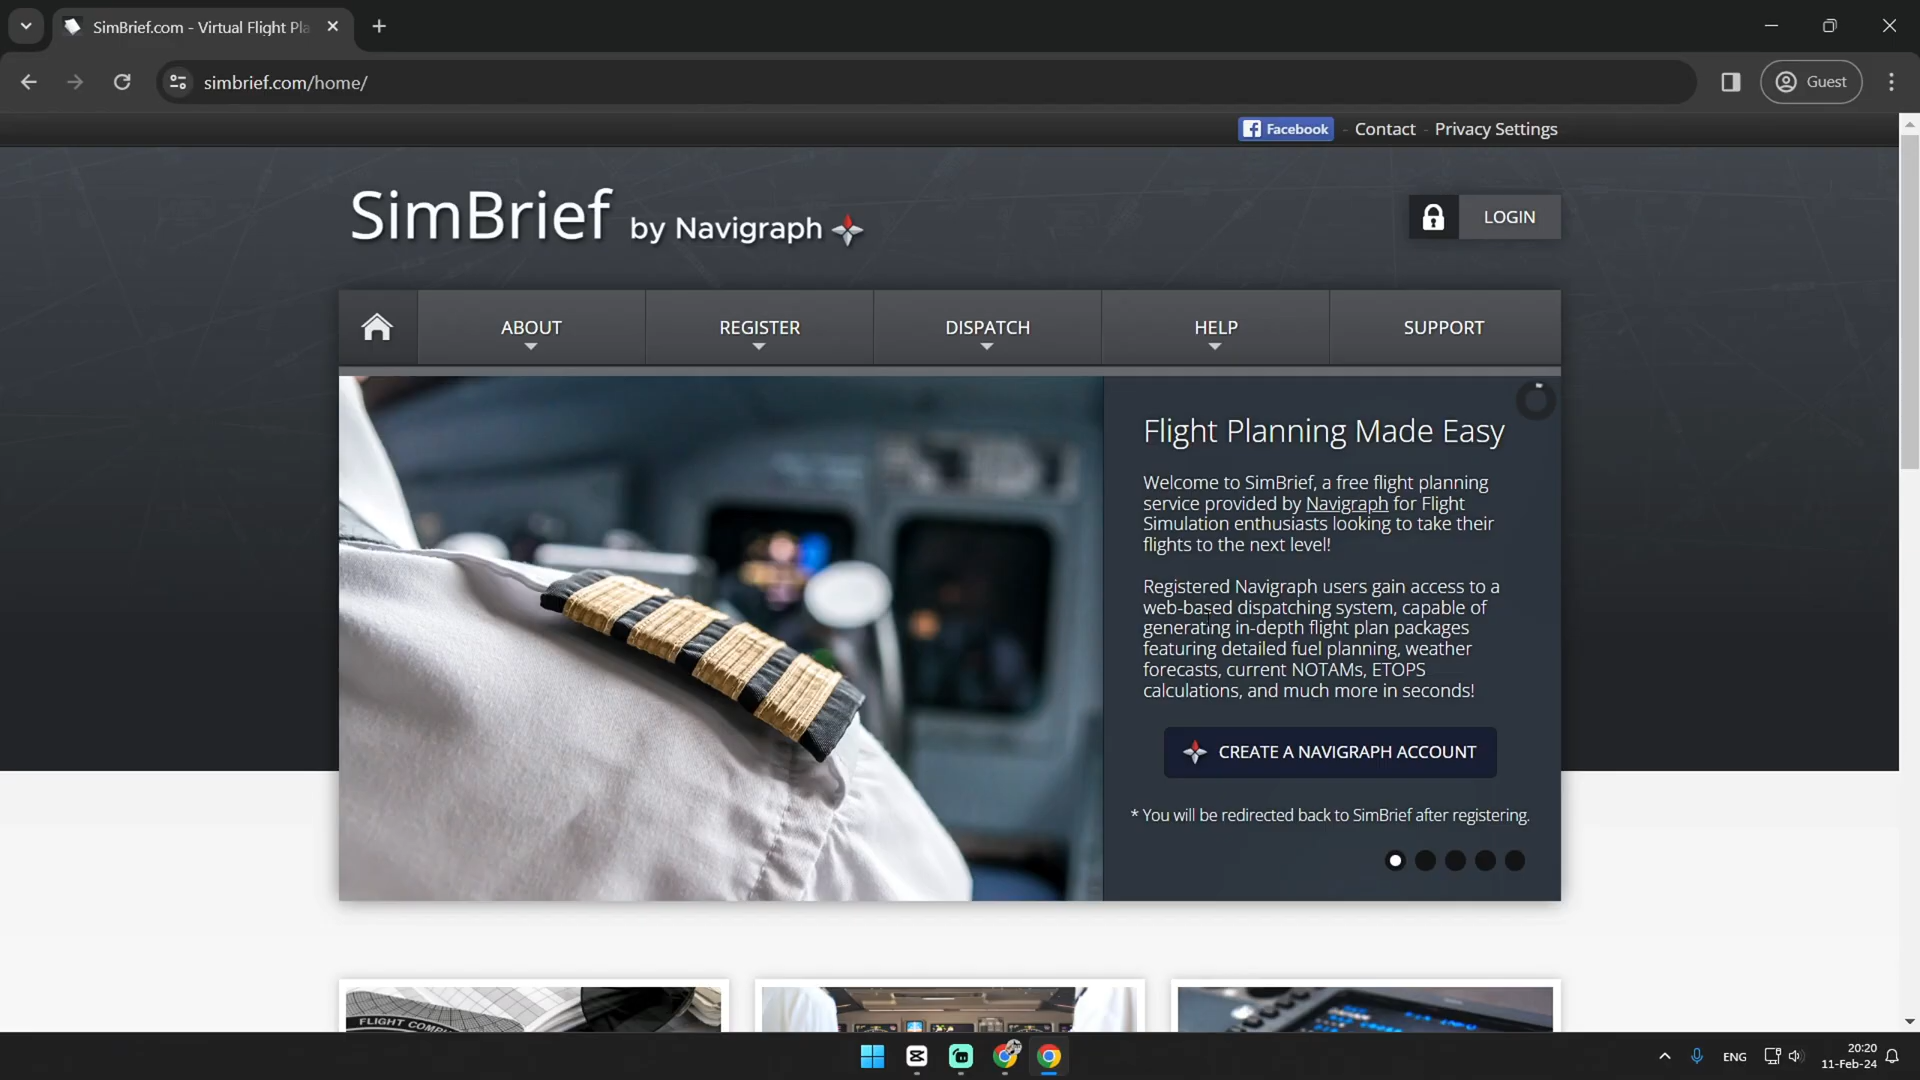 SimBrief.com - Virtual Flight Pla
simbrief.com/home/
Guest
Facebook - Contact - Privacy Settings
SimBrief by Navigraph
LOGIN
ABOUT
REGISTER
DISPATCH
HELP
SUPPORT
Flight Planning Made Easy
Welcome to SimBrief, a free flight planning
service provided by Navigraph for Flight
Simulation enthusiasts looking to take their
flights to the next level!
Registered Navigraph users gain access to a
web-based dispatching system, capable of
generating in-depth flight plan packages
featuring detailed fuel planning, weather
forecasts, current NOTAMs, ETOPS
calculations, and much more in seconds!
CREATE A NAVIGRAPH ACCOUNT
* You will be redirected back to SimBrief after registering.
FLIGHT COMP
ENG
20:20
11-Feb-24